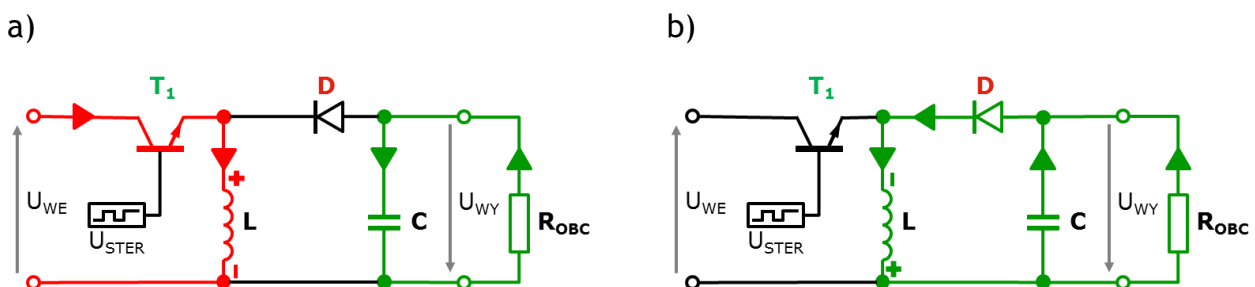 a)
T1
D
+
UWE
L
C
UWY
ROBC
USTER
-
b)
T1
D
-
UWE
L
C
UWY
ROBC
USTER
+